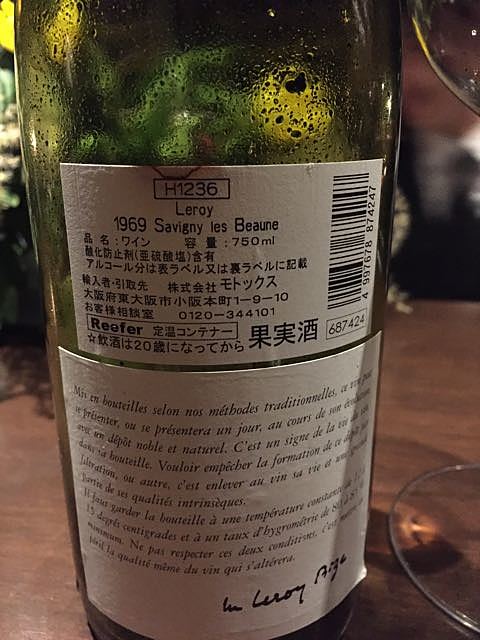 H1236
Leroy
1969 Savigny les Beaune
品名:ワイン 容量:750ml
酸化防止剤(亜硫酸塩)含有
アルコール分は表ラベル又は裏ラベルに記載
輸入者・引取先 株式会社 モトックス
大阪府東大阪市小阪本町1-9-10
お客様相談室 0120-344101
Reefer 定温コンテナー 果実酒
☆飲酒は20歳になってから
4 997678 874247
687424
Mis en bouteilles selon nos méthodes traditionnelles, ce vin peut
se présenter, ou se présentera un jour, au cours de son évolution
avec un dépôt noble et naturel. C'est un signe de la vie du vin
dans sa bouteille. Vouloir empêcher la formation de ce dépôt par
filtration, ou autre, c'est enlever au vin sa vie et une grande
partie de ses qualités intrinsèques.
Il faut garder la bouteille à une température constante de
15 degrés centigrades et à un taux d'hygrométrie de 80 à
minimum. Ne pas respecter ces deux conditions, c'est mettre en
péril la qualité même du vin qui s'altérera.
Leroy